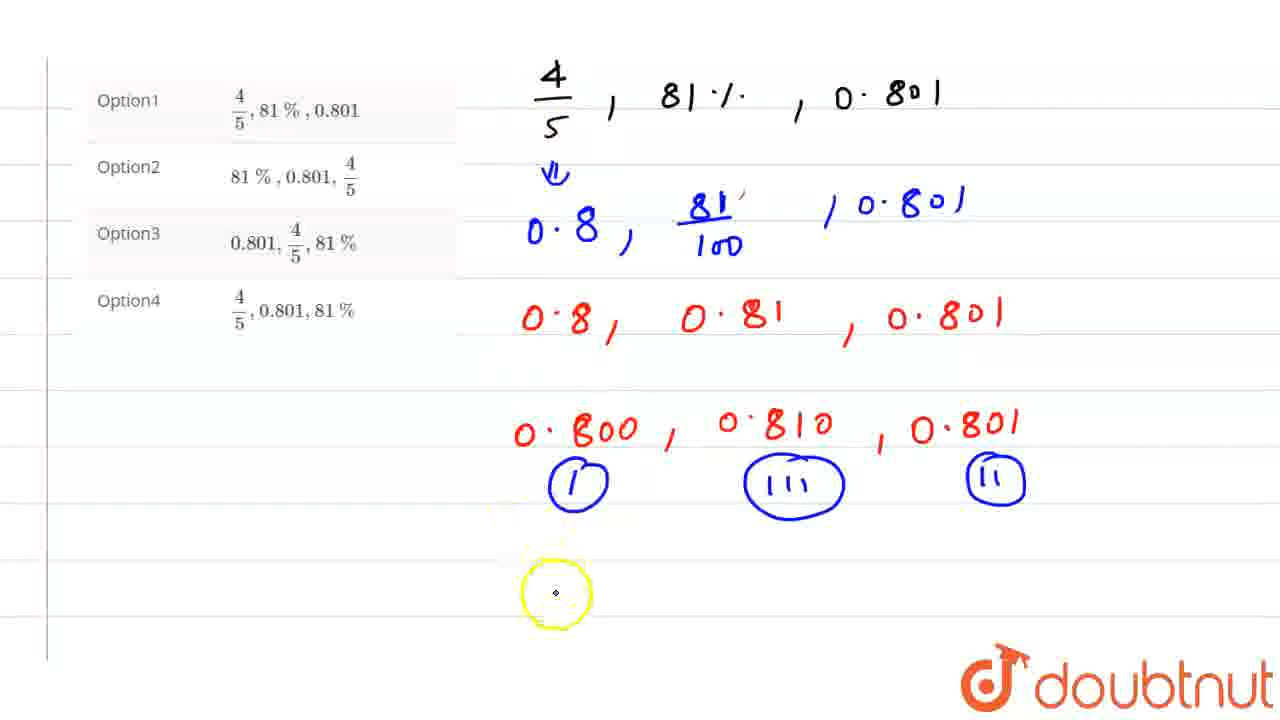 Option1 4/5, 81 %, 0.801
Option2 81 %, 0.801, 4/5
Option3 0.801, 4/5, 81 %
Option4 4/5, 0.801, 81 %
4/5, 81 %, 0.801
0.8, 81/100, 0.801
0.8, 0.81, 0.801
0.800, 0.810, 0.801
I III II
doubtnut